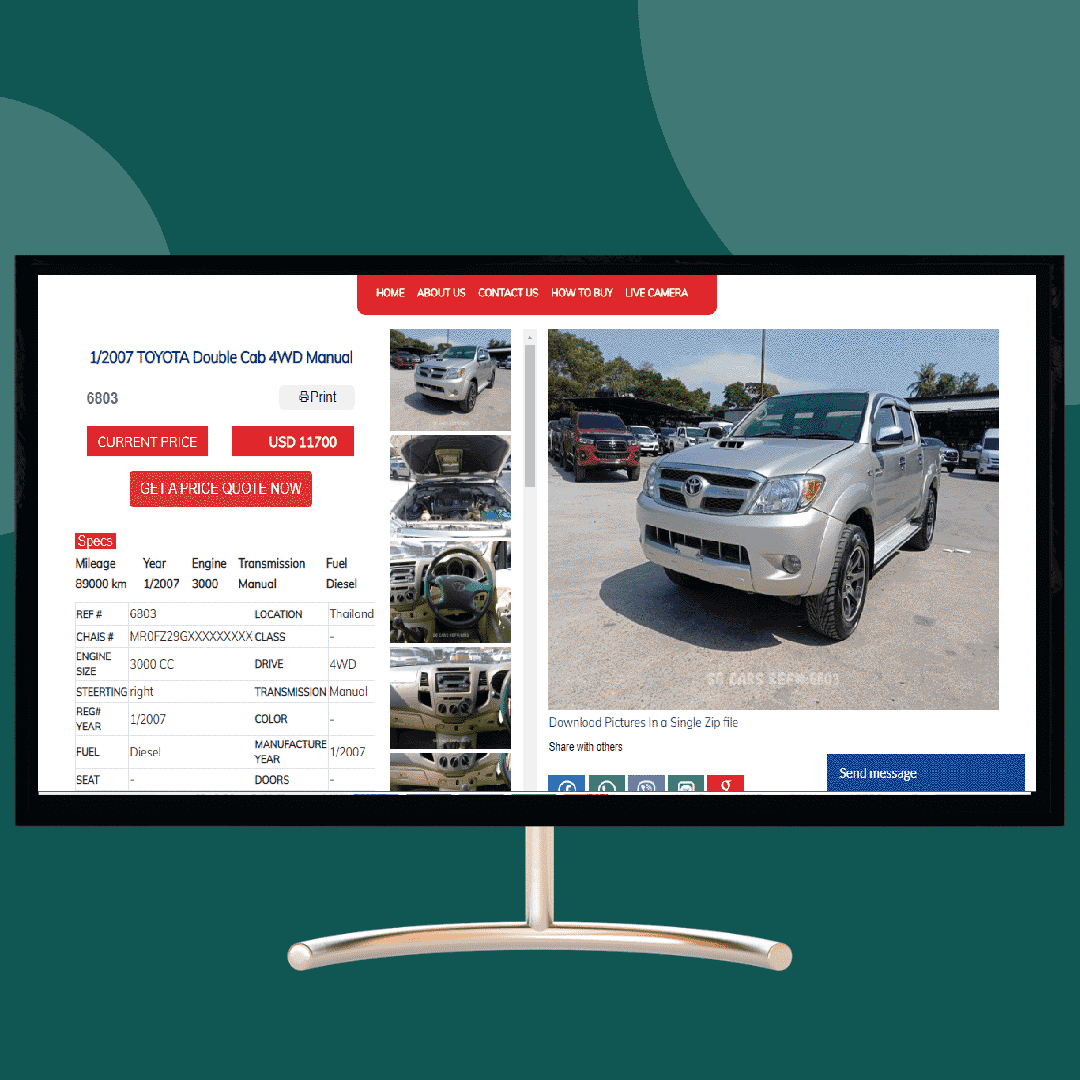 HOME ABOUT US CONTACT US HOW TO BUY LIVE CAMERA
1/2007 TOYOTA Double Cab 4WD Manual
6803
Print
CURRENT PRICE USD 11700
GET A PRICE QUOTE NOW
Specs
Mileage Year Engine Transmission Fuel
89000 km 1/2007 3000 Manual Diesel
REF # 6803 LOCATION Thailand
CHAIS # MR0FZ29GXXXXXXXXX CLASS -
ENGINE SIZE 3000 CC DRIVE 4WD
STEERTING right TRANSMISSION Manual
REG# YEAR 1/2007 COLOR -
FUEL Diesel MANUFACTURE YEAR 1/2007
SEAT - DOORS -
CARS REF# 6803
Download Pictures In a Single Zip file
Share with others
Send message